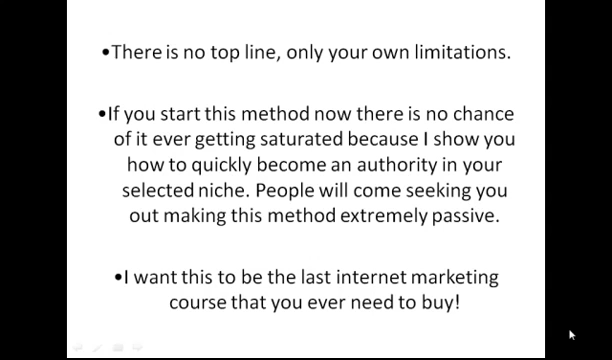 •There is no top line, only your own limitations.
•If you start this method now there is no chance
of it ever getting saturated because I show you
how to quickly become an authority in your
selected niche. People will come seeking you
out making this method extremely passive.
•I want this to be the last internet marketing
course that you ever need to buy!